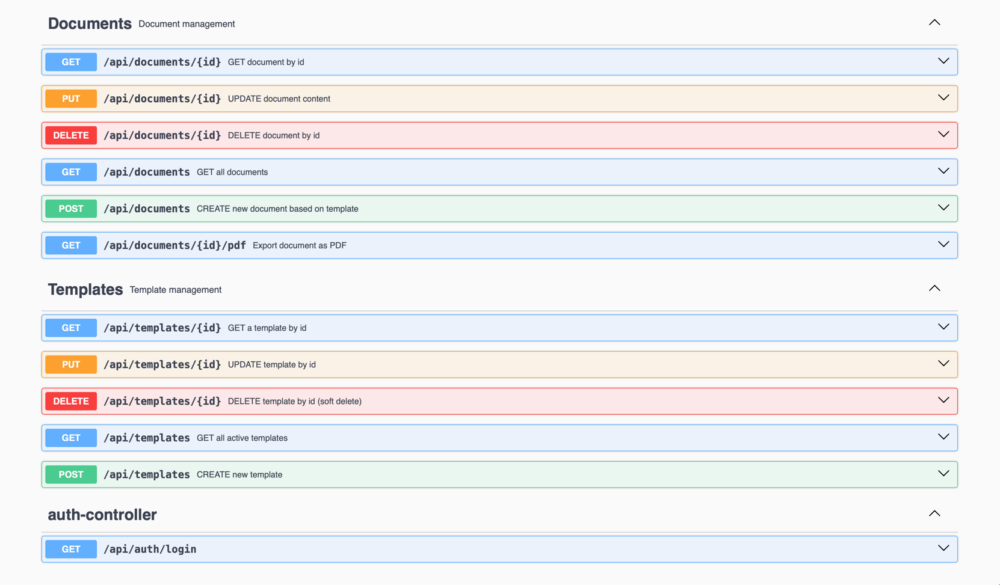 Documents Document management
GET /api/documents/{id} GET document by id
PUT /api/documents/{id} UPDATE document content
DELETE /api/documents/{id} DELETE document by id
GET /api/documents GET all documents
POST /api/documents CREATE new document based on template
GET /api/documents/{id}/pdf Export document as PDF
Templates Template management
GET /api/templates/{id} GET a template by id
PUT /api/templates/{id} UPDATE template by id
DELETE /api/templates/{id} DELETE template by id (soft delete)
GET /api/templates GET all active templates
POST /api/templates CREATE new template
auth-controller
GET /api/auth/login